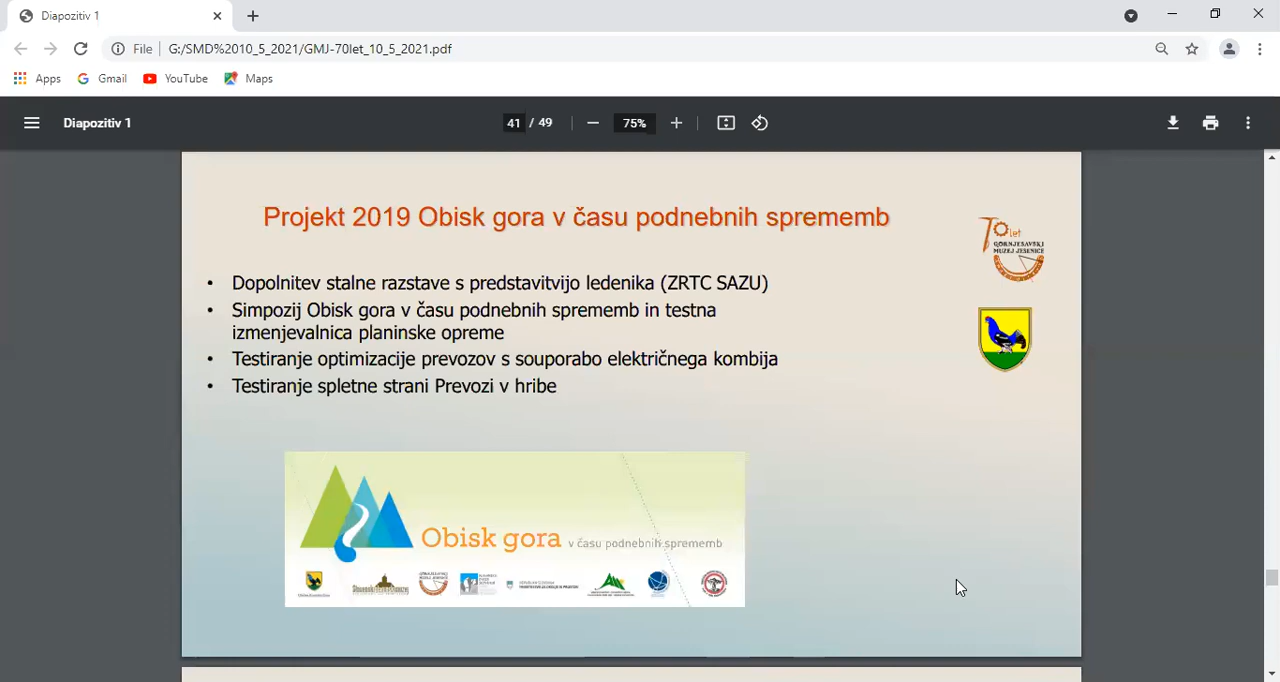 Diapozitiv 1
File G:/SMD%2010_5_2021/GMJ-70let_10_5_2021.pdf
Apps Gmail YouTube Maps
Diapozitiv 1 41 / 49 75%
Projekt 2019 Obisk gora v času podnebnih sprememb
70 let
GORNJESAVSKI
MUZEJ JESENICE
• Dopolnitev stalne razstave s predstavitvijo ledenika (ZRTC SAZU)
• Simpozij Obisk gora v času podnebnih sprememb in testna
izmenjevalnica planinske opreme
• Testiranje optimizacije prevozov s souporabo električnega kombija
• Testiranje spletne strani Prevozi v hribe
Obisk gora v času podnebnih sprememb